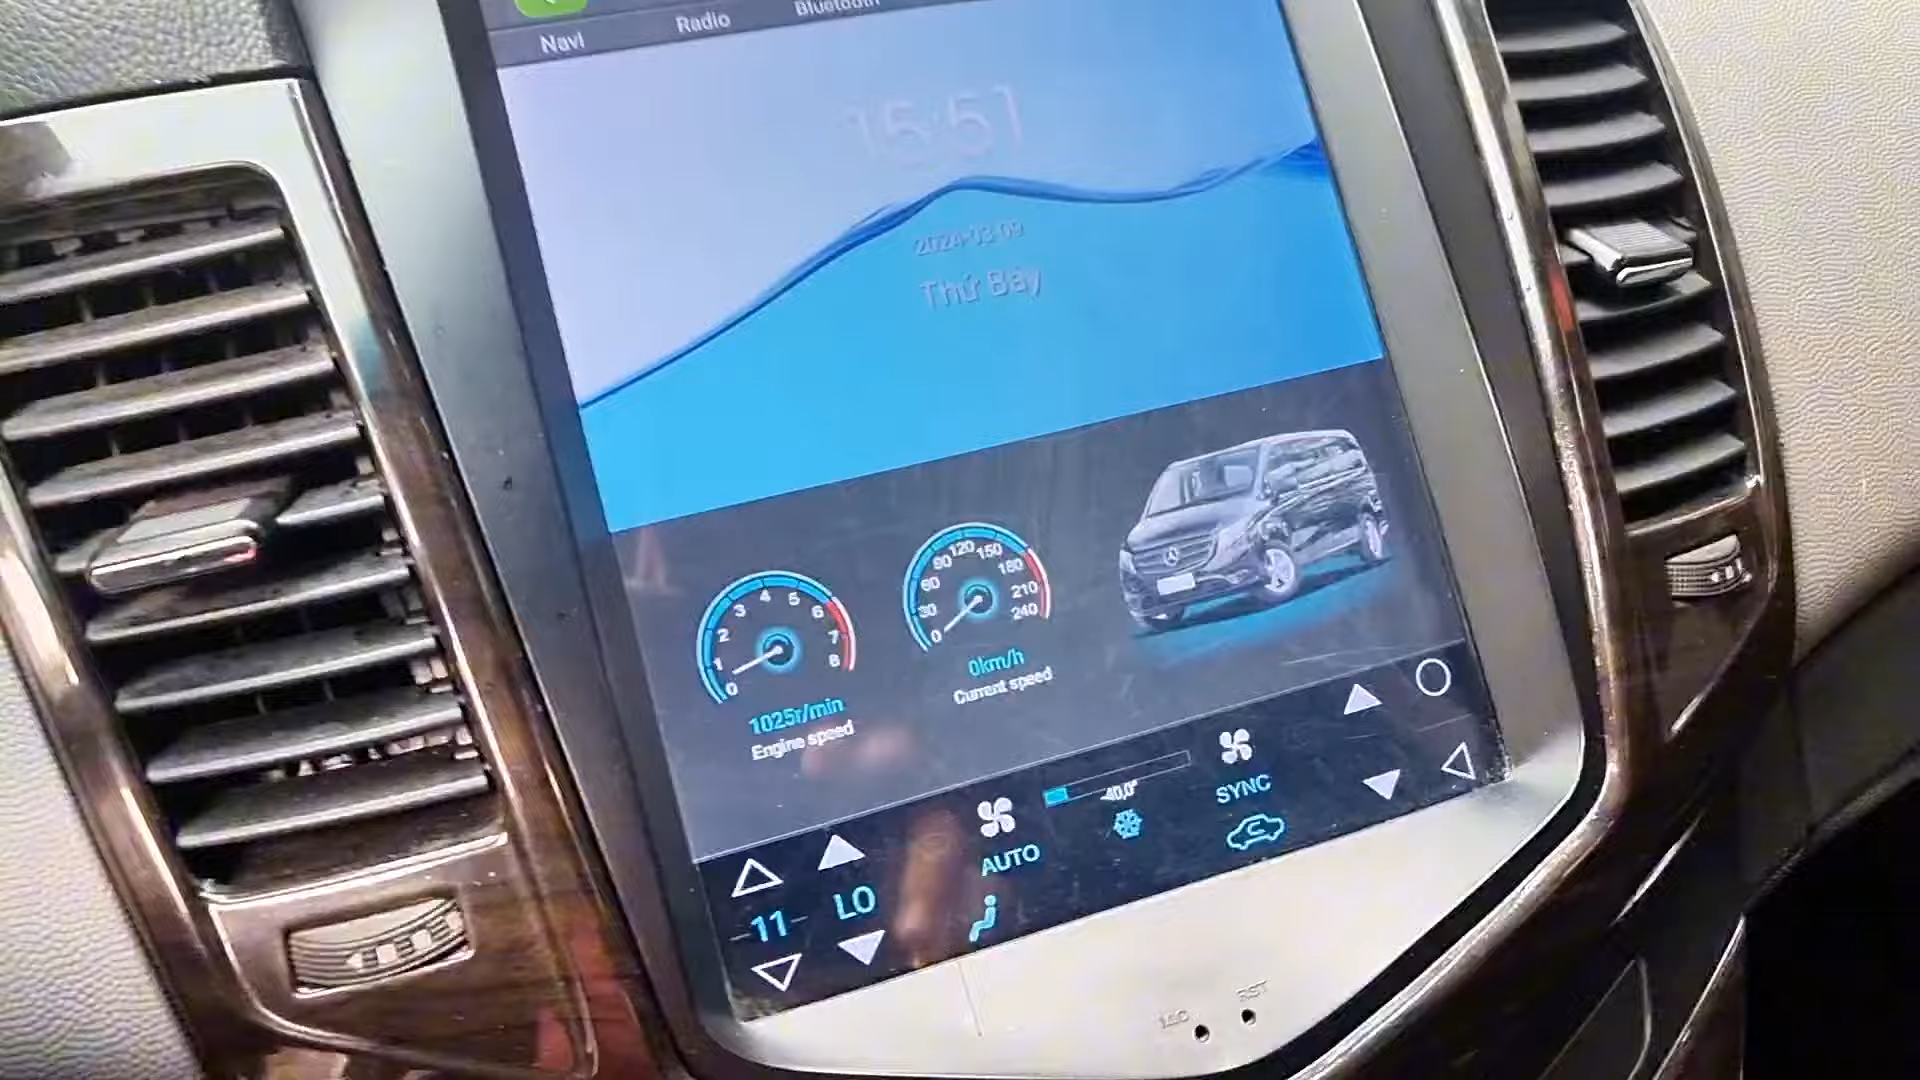 Navi
Radio
Bluetooth
15:51
2024-03-09
Thứ Bảy
0
1
2
3
4
5
6
7
8
1025r/min
Engine speed
0
30
60
90
120
150
180
210
240
0km/h
Current speed
11
LO
AUTO
-40,0°
SYNC
RST